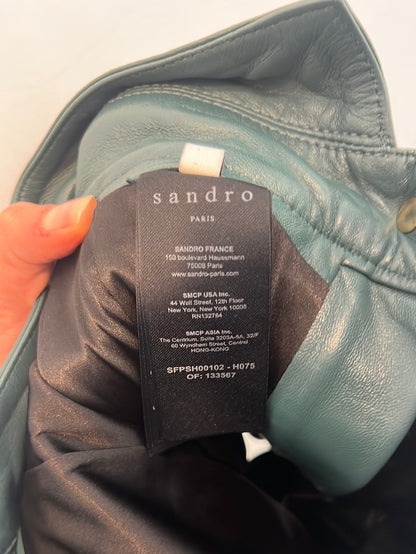 sandro
PARIS
SANDRO FRANCE
150 boulevard Haussmann
75008 Paris
www.sandro-paris.com
SMCP USA Inc.
44 Wall Street, 12th Floor
New York, New York 10005
RN132784
SMCP ASIA Inc.
The Centrium, Suite 3203A-5A, 32/F
60 Wyndham Street, Central
HONG-KONG
SFPSH00102 - H075
OF: 133567